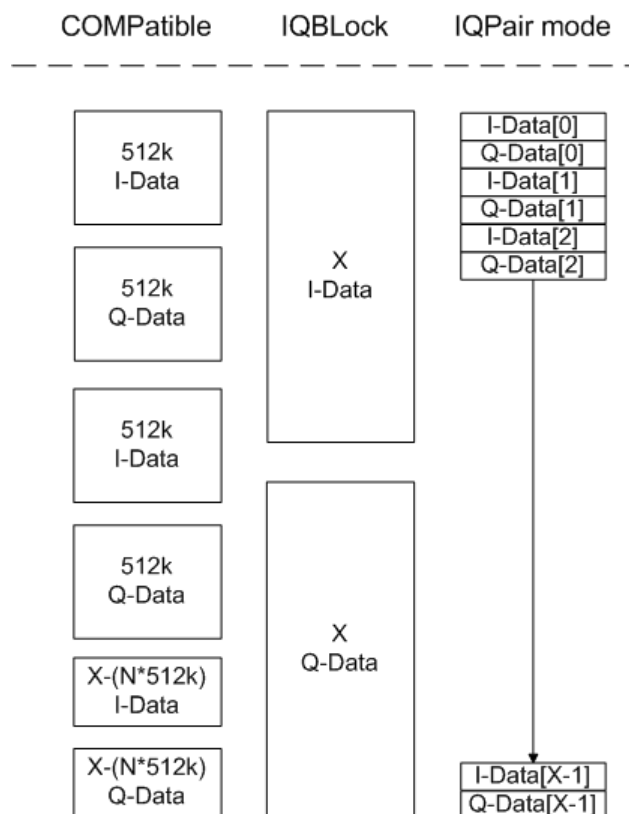 COMPatible IQBLock IQPair mode
512k
I-Data
512k
Q-Data
512k
I-Data
512k
Q-Data
X-(N*512k)
I-Data
X-(N*512k)
Q-Data
X
I-Data
X
Q-Data
I-Data[0]
Q-Data[0]
I-Data[1]
Q-Data[1]
I-Data[2]
Q-Data[2]
I-Data[X-1]
Q-Data[X-1]